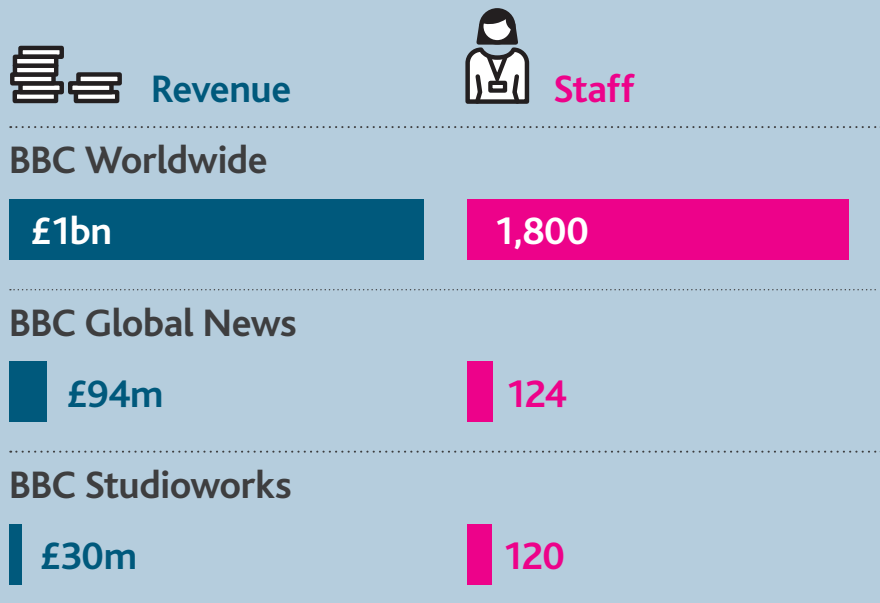 Revenue Staff
BBC Worldwide
£1bn 1,800
BBC Global News
£94m 124
BBC Studioworks
£30m 120